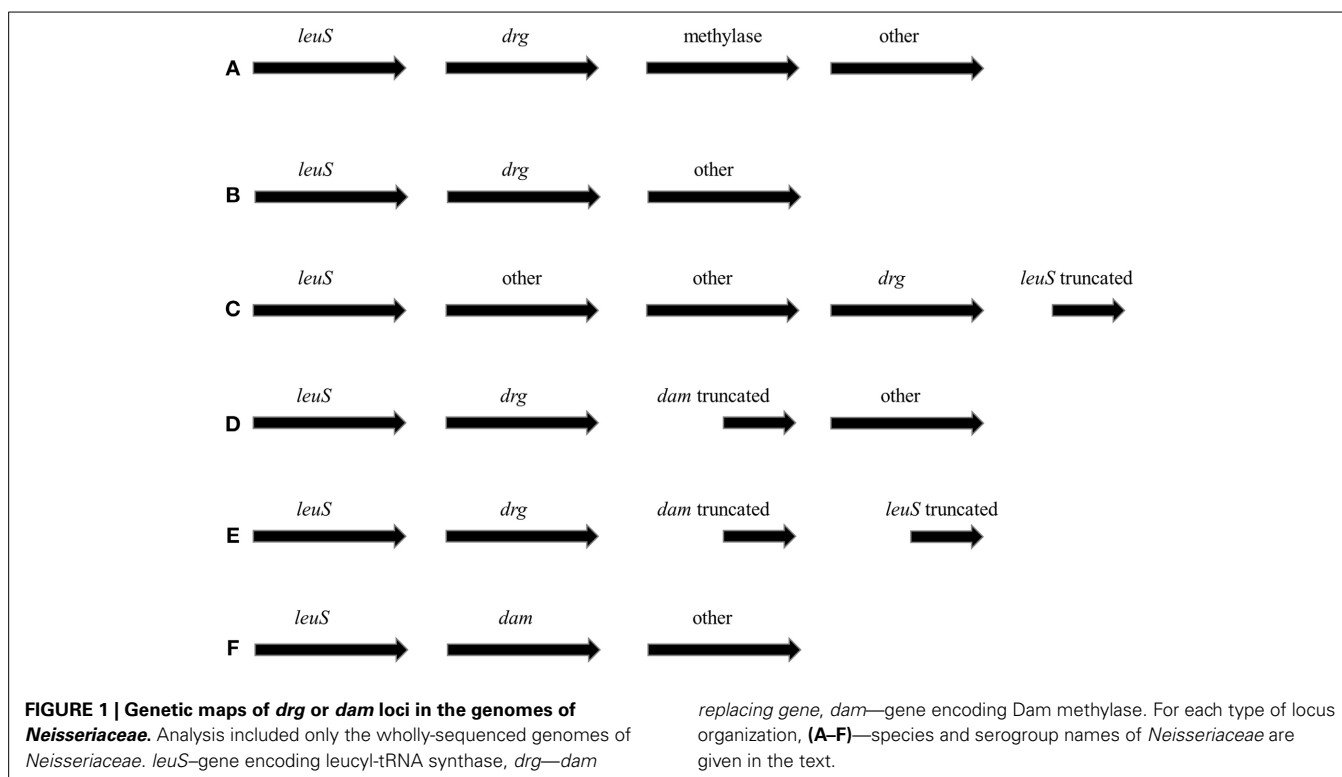 leuS drg methylase other
A
leuS drg other
B
leuS other other drg leuS truncated
C
leuS drg dam truncated other
D
leuS drg dam truncated leuS truncated
E
leuS dam other
F
FIGURE 1 | Genetic maps of drg or dam loci in the genomes of
Neisseriaceae. Analysis included only the wholly-sequenced genomes of
Neisseriaceae. leuS–gene encoding leucyl-tRNA synthase, drg—dam
replacing gene, dam—gene encoding Dam methylase. For each type of locus
organization, (A–F)—species and serogroup names of Neisseriaceae are
given in the text.